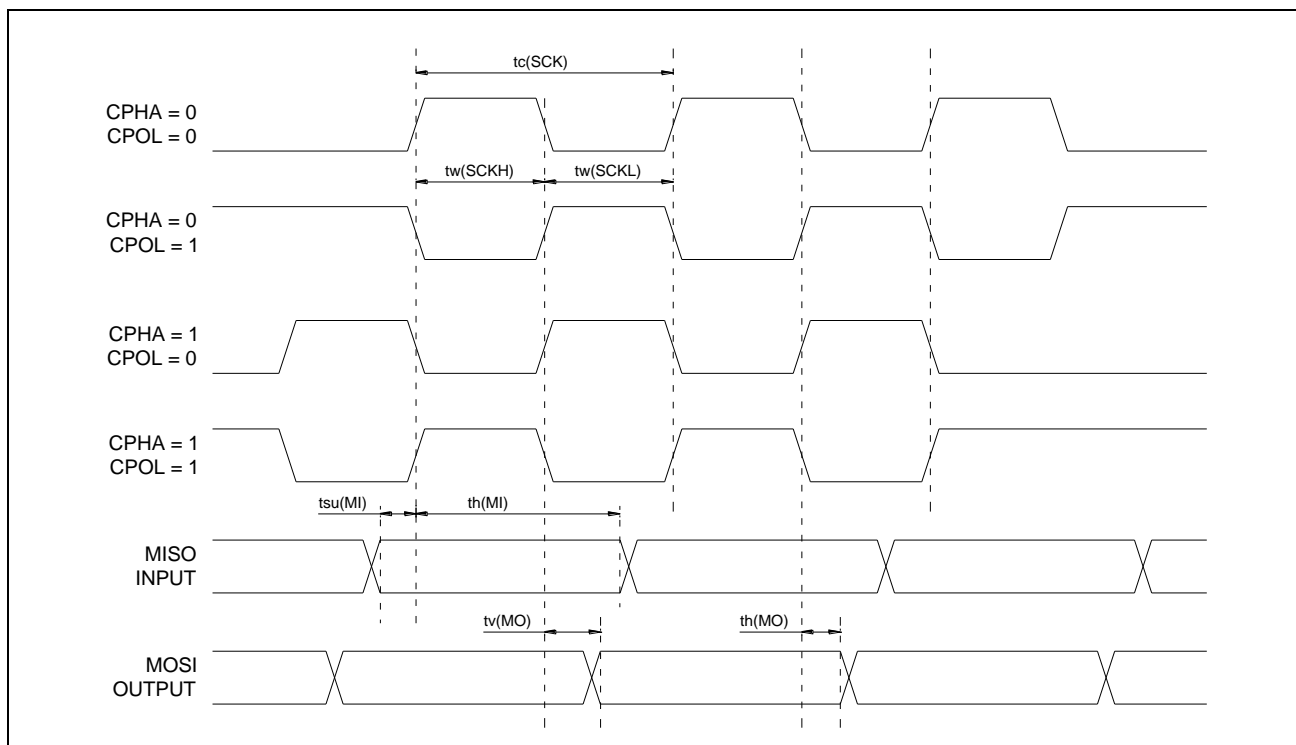 tc(SCK)
CPHA = 0
CPOL = 0
tw(SCKH)
tw(SCKL)
CPHA = 0
CPOL = 1
CPHA = 1
CPOL = 0
CPHA = 1
CPOL = 1
tsu(MI)
th(MI)
MISO
INPUT
tv(MO)
th(MO)
MOSI
OUTPUT